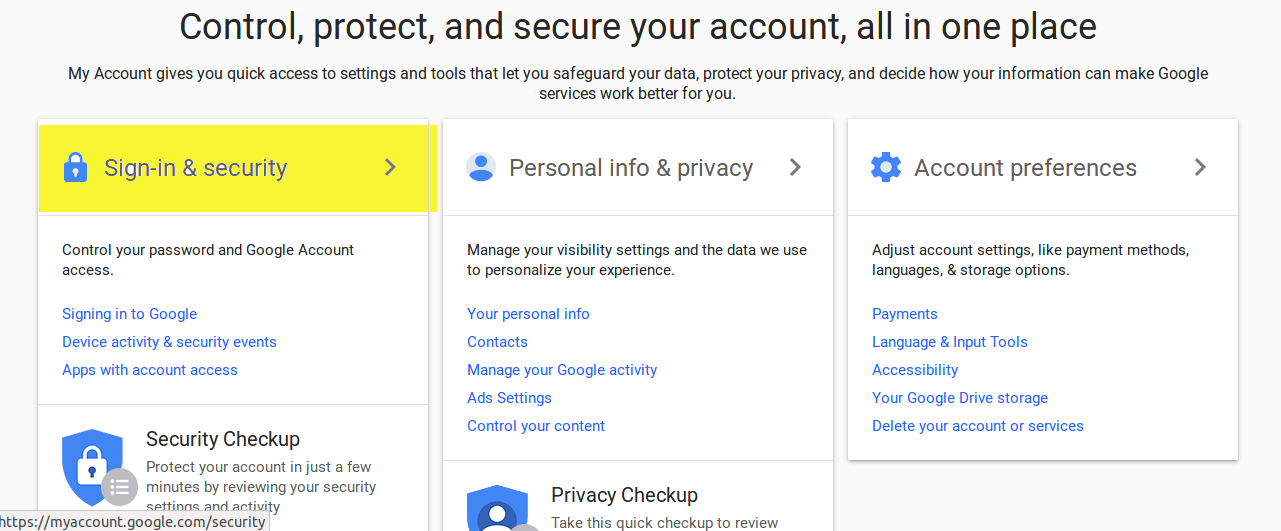 Control, protect, and secure your account, all in one place
My Account gives you quick access to settings and tools that let you safeguard your data, protect your privacy, and decide how your information can make Google
services work better for you.
Sign-in & security
Control your password and Google Account
access.
Signing in to Google
Device activity & security events
Apps with account access
Security Checkup
Protect your account in just a few
minutes by reviewing your security
settings and activity
https://myaccount.google.com/security
Personal info & privacy
Manage your visibility settings and the data we use
to personalize your experience.
Your personal info
Contacts
Manage your Google activity
Ads Settings
Control your content
Privacy Checkup
Take this quick checkup to review
Account preferences
Adjust account settings, like payment methods,
languages, & storage options.
Payments
Language & Input Tools
Accessibility
Your Google Drive storage
Delete your account or services